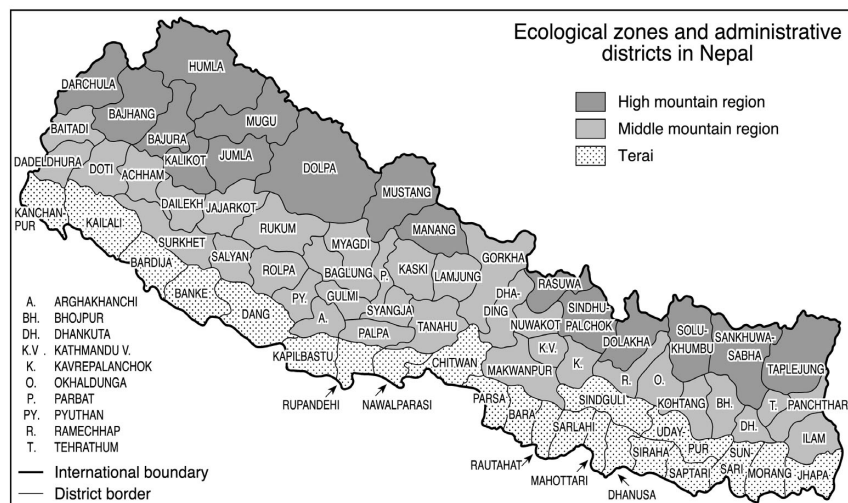 Ecological zones and administrative
districts in Nepal
High mountain region
Middle mountain region
Terai
HUMLA
DARCHULA
BAJHANG
MUGU
BAITADI
BAJURA
DADELDHURA
DOTI
ACHHAM
KALIKOT
JUMLA
DOLPA
MUSTANG
KANCHAN-
PUR
KAILALI
DAILEKH
JAJARKOT
RUKUM
MANANG
SURKHET
SALYAN
MYAGDI
GORKHA
BARDIJA
ROLPA
BAGLUNG
P.
KASKI
LAMJUNG
RASUWA
BANKE
DANG
PY.
GULMI
SYANGJA
DHA-
DING
SINDHU-
PALCHOK
NUWAKOT
DOLAKHA
SOLU-
KHUMBU
SANKHUWA-
SABHA
TAPLEJUNG
A.
PALPA
TANAHU
K.V.
KAPILBASTU
CHITWAN
MAKWANPUR
K.
R.
O.
KOHTANG
BH.
T.
PANCHTHAR
RUPANDEHI
NAWALPARASI
PARSA
BARA
SINDGULI
DH.
ILAM
SARLAHI
UDAY-
PUR
SUN-
SARI
RAUTAHAT
MAHOTTARI
DHANUSA
SIRAHA
SAPTARI
MORANG
JHAPA
A. ARGHAKHANCHI
BH. BHOJPUR
DH. DHANKUTA
K.V . KATHMANDU V.
K. KAVREPALANCHOK
O. OKHALDUNGA
P. PARBAT
PY. PYUTHAN
R. RAMECHHAP
T. TEHRATHUM
International boundary
District border